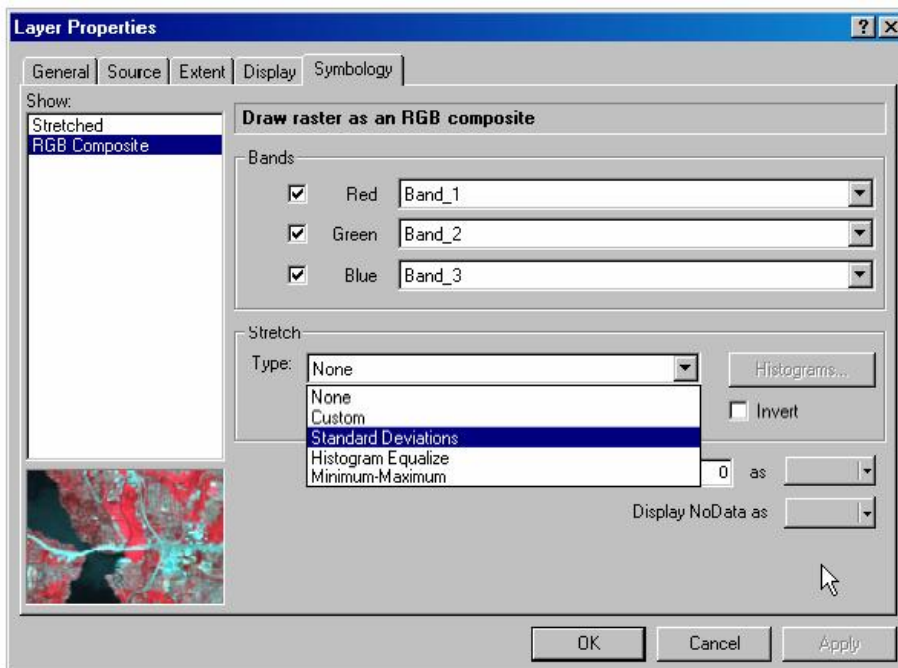 Layer Properties
General Source Extent Display Symbology
Show:
Stretched
RGB Composite
Draw raster as an RGB composite
Bands
Red Band_1
Green Band_2
Blue Band_3
Stretch
Type: None Histograms...
None
Custom
Standard Deviations
Histogram Equalize
Minimum-Maximum
Invert
0 as
Display NoData as
OK Cancel Apply